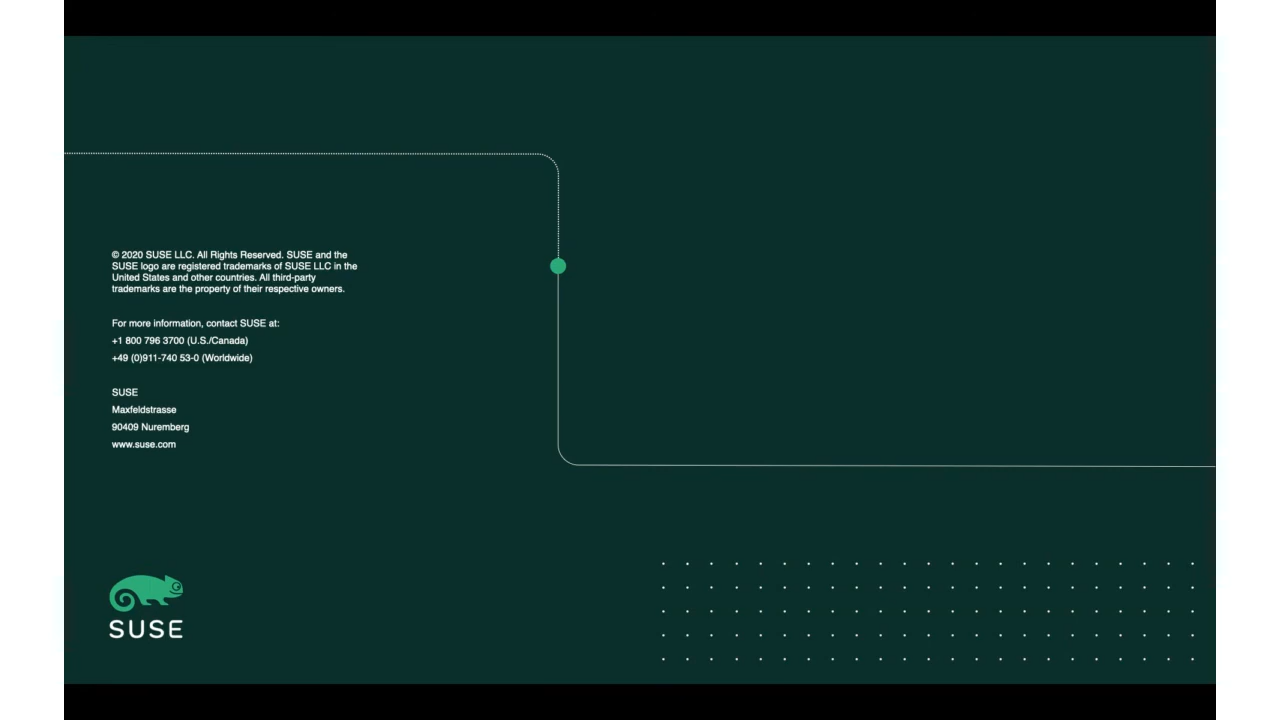 © 2020 SUSE LLC. All Rights Reserved. SUSE and the
SUSE logo are registered trademarks of SUSE LLC in the
United States and other countries. All third-party
trademarks are the property of their respective owners.
For more information, contact SUSE at:
+1 800 796 3700 (U.S./Canada)
+49 (0)911-740 53-0 (Worldwide)
SUSE
Maxfeldstrasse
90409 Nuremberg
www.suse.com
SUSE